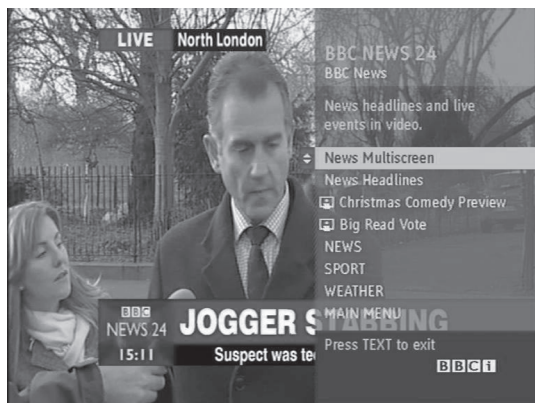 LIVE North London
BBC NEWS 24
BBC News
News headlines and live
events in video.
News Multiscreen
News Headlines
Christmas Comedy Preview
Big Read Vote
NEWS
SPORT
WEATHER
MAIN MENU
Press TEXT to exit
BBCi
BBC
NEWS 24
15:11
JOGGER STABBING
Suspect was